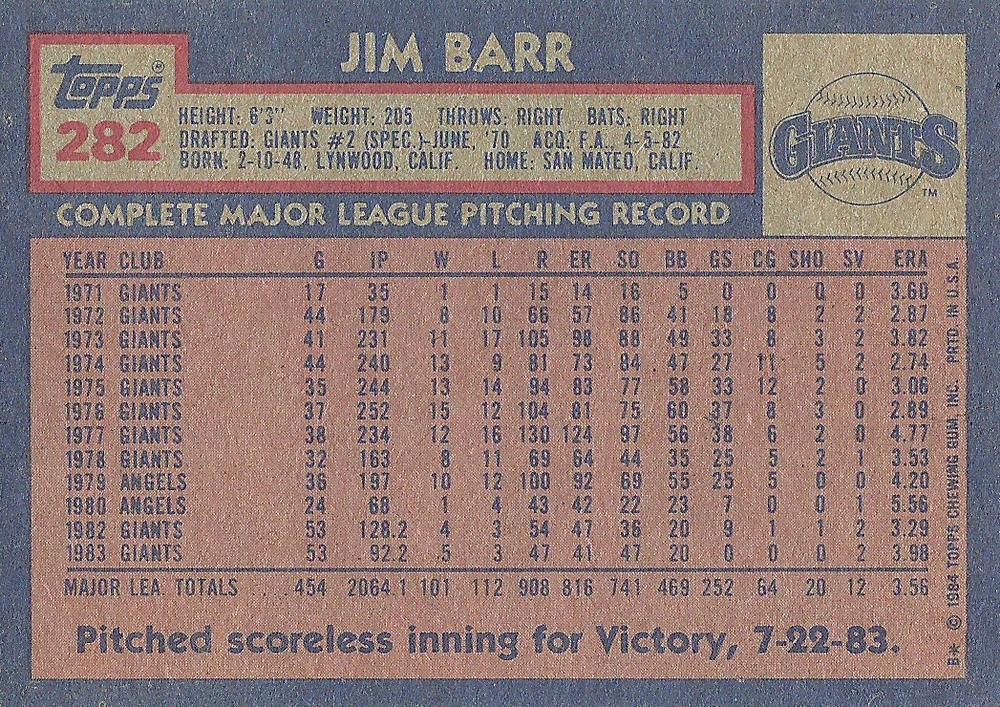 JIM BARR
Topps®
282
HEIGHT: 6'3" WEIGHT: 205 THROWS: RIGHT BATS: RIGHT
DRAFTED: GIANTS #2 (SPEC.)-JUNE, '70 ACQ: F.A., 4-5-82
BORN: 2-10-48, LYNWOOD, CALIF. HOME: SAN MATEO, CALIF.
GIANTS
TM
COMPLETE MAJOR LEAGUE PITCHING RECORD
YEAR CLUB G IP W L R ER SO BB GS CG SHO SV ERA
1971 GIANTS 17 35 1 1 15 14 16 5 0 0 0 0 3.60
1972 GIANTS 44 179 8 10 66 57 86 41 18 8 2 2 2.87
1973 GIANTS 41 231 11 17 105 98 88 49 33 8 3 2 3.82
1974 GIANTS 44 240 13 9 81 73 84 47 27 11 5 2 2.74
1975 GIANTS 35 244 13 14 94 83 77 58 33 12 2 0 3.06
1976 GIANTS 37 252 15 12 104 81 75 60 37 8 3 0 2.89
1977 GIANTS 38 234 12 16 130 124 97 56 38 6 2 0 4.77
1978 GIANTS 32 163 8 11 69 64 44 35 25 5 2 1 3.53
1979 ANGELS 36 197 10 12 100 92 69 55 25 5 0 0 4.20
1980 ANGELS 24 68 1 4 43 42 22 23 7 0 0 1 5.56
1982 GIANTS 53 128.2 4 3 54 47 36 20 9 1 1 2 3.29
1983 GIANTS 53 92.2 5 3 47 41 47 20 0 0 0 2 3.98
MAJOR LEA. TOTALS .... 454 2064.1 101 112 908 816 741 469 252 64 20 12 3.56
Pitched scoreless inning for Victory, 7-22-83.
B* © 1984 TOPPS CHEWING GUM, INC. PRTD. IN U.S.A.